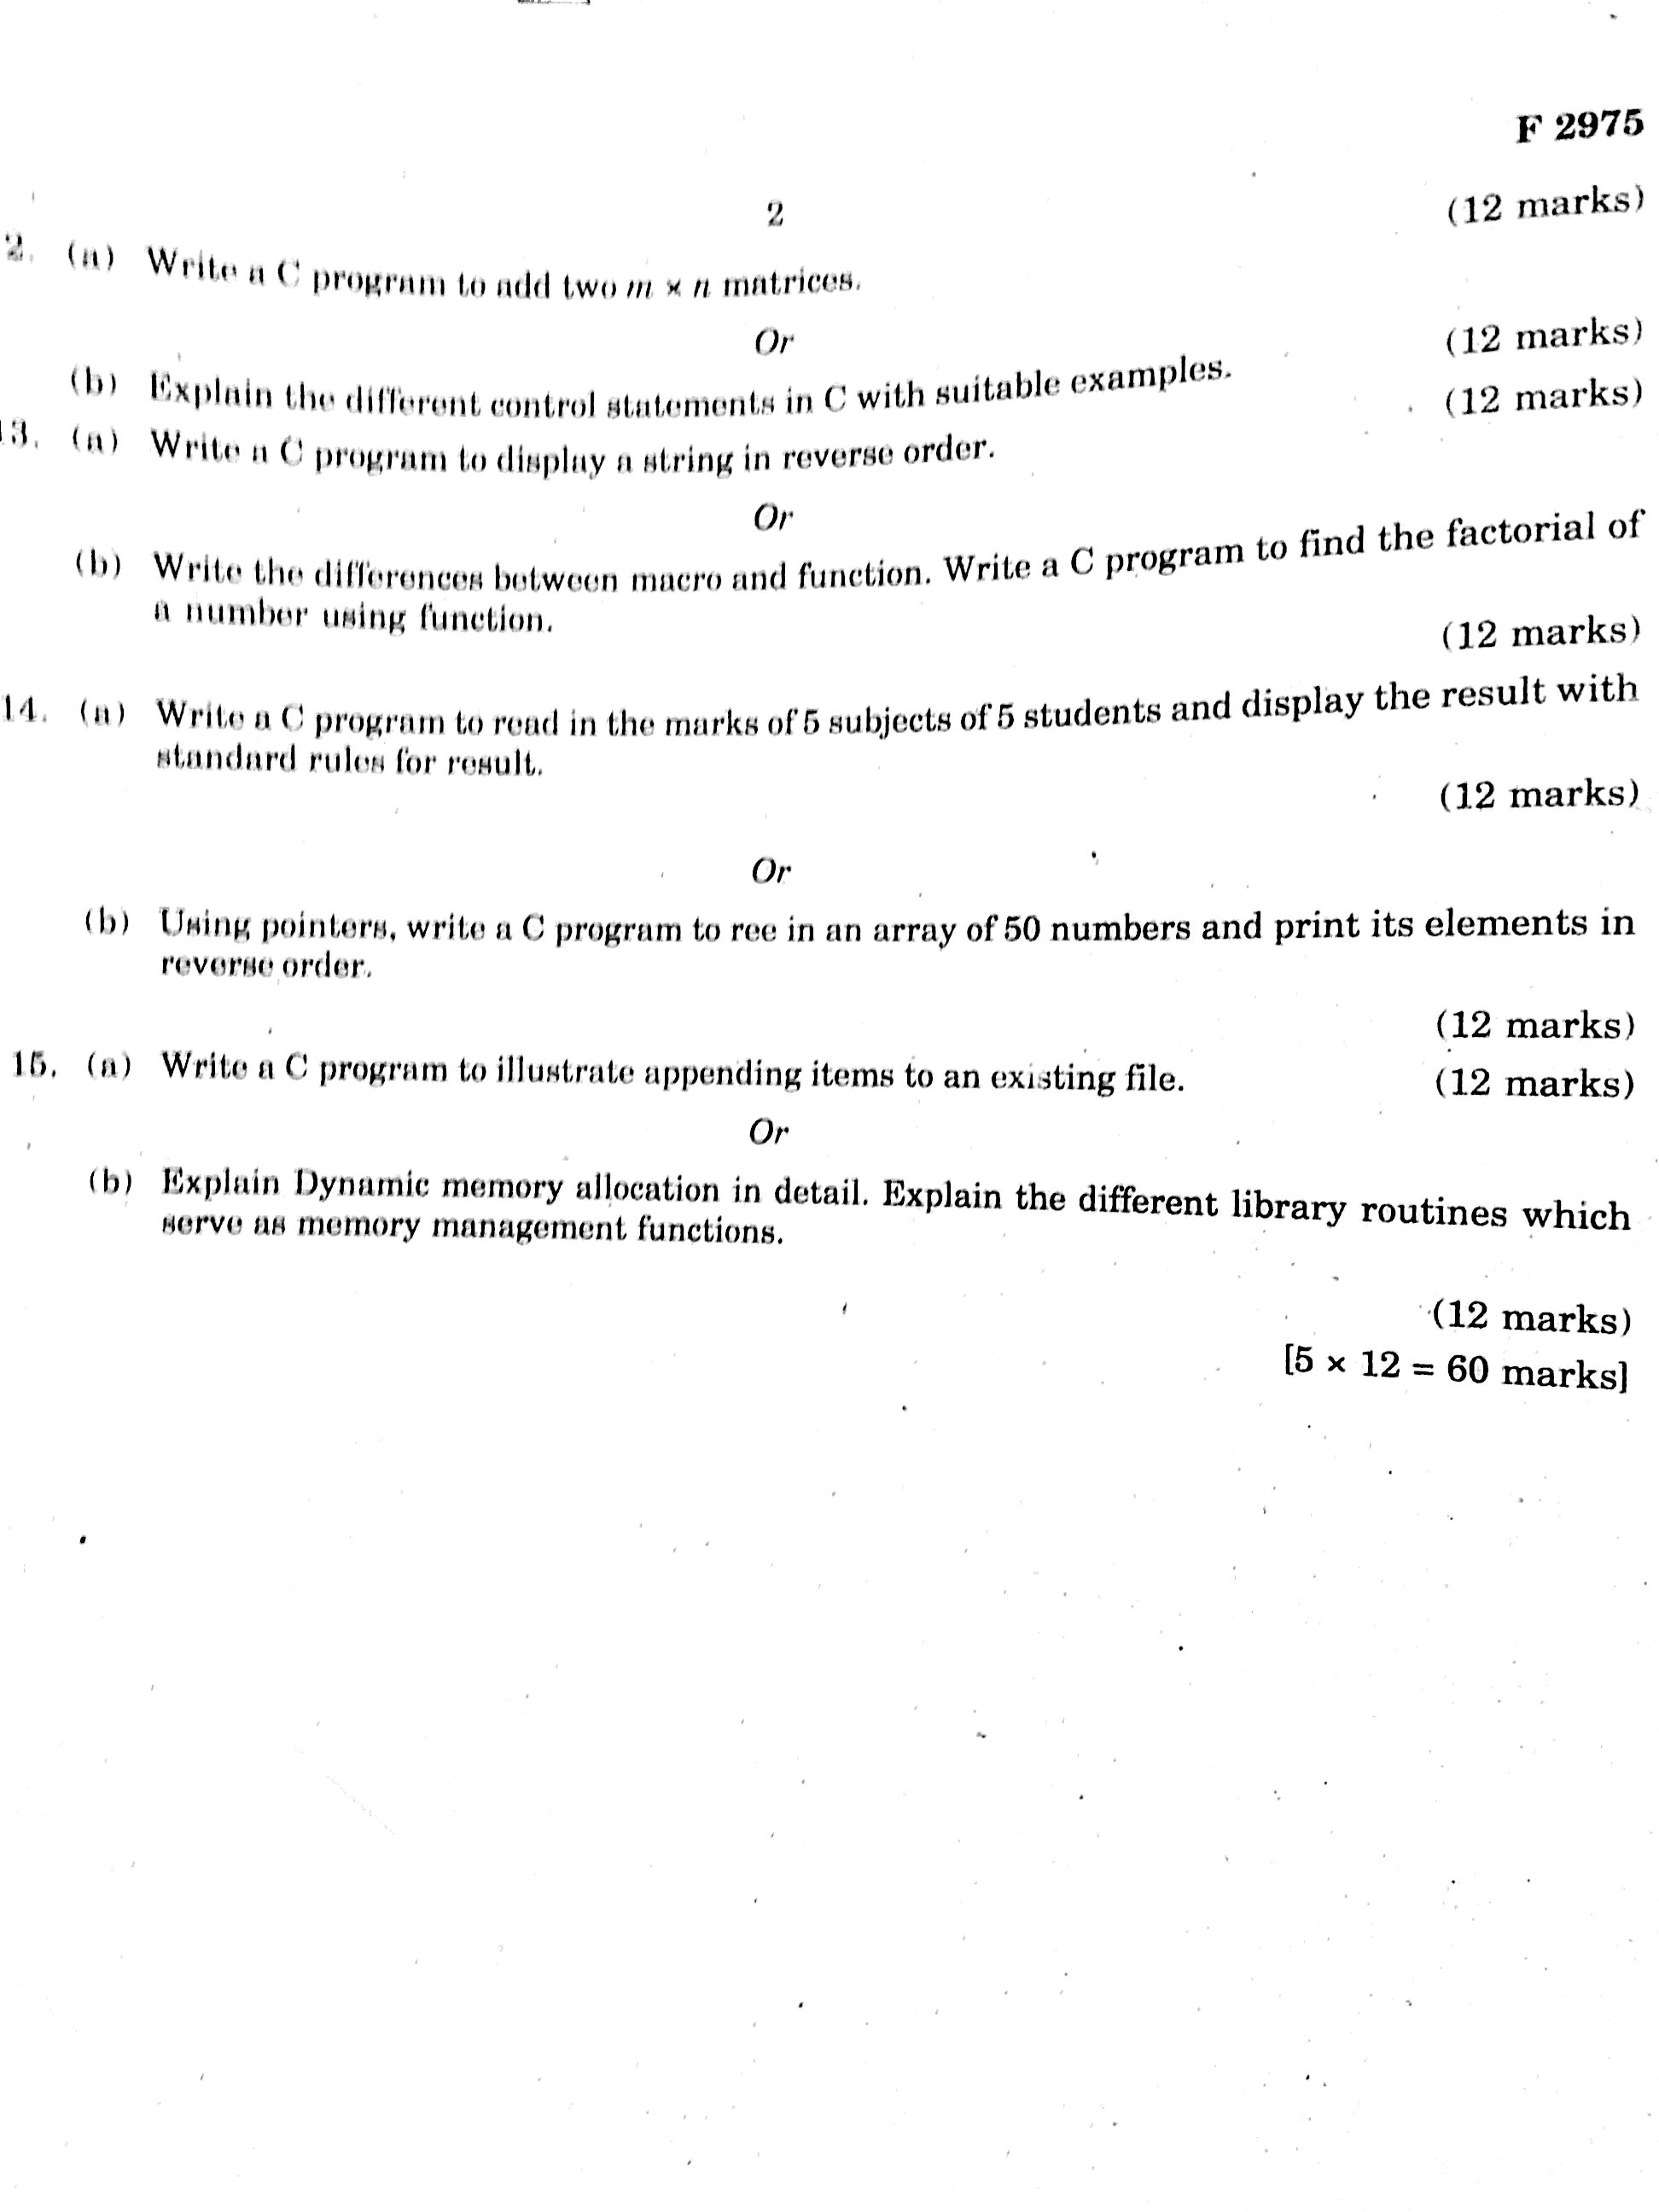 F 2975
2
(12 marks)
2. (a) Write a C program to add two m × n matrices.
Or
(12 marks)
(b) Explain the different control statements in C with suitable examples.
(12 marks)
13. (a) Write a C program to display a string in reverse order.
Or
(b) Write the differences between macro and function. Write a C program to find the factorial of
a number using function.
(12 marks)
14. (a) Write a C program to read in the marks of 5 subjects of 5 students and display the result with
standard rules for result.
(12 marks)
Or
(b) Using pointers, write a C program to ree in an array of 50 numbers and print its elements in
reverse order.
(12 marks)
15. (a) Write a C program to illustrate appending items to an existing file. (12 marks)
Or
(b) Explain Dynamic memory allocation in detail. Explain the different library routines which
serve as memory management functions.
(12 marks)
[5 × 12 = 60 marks]